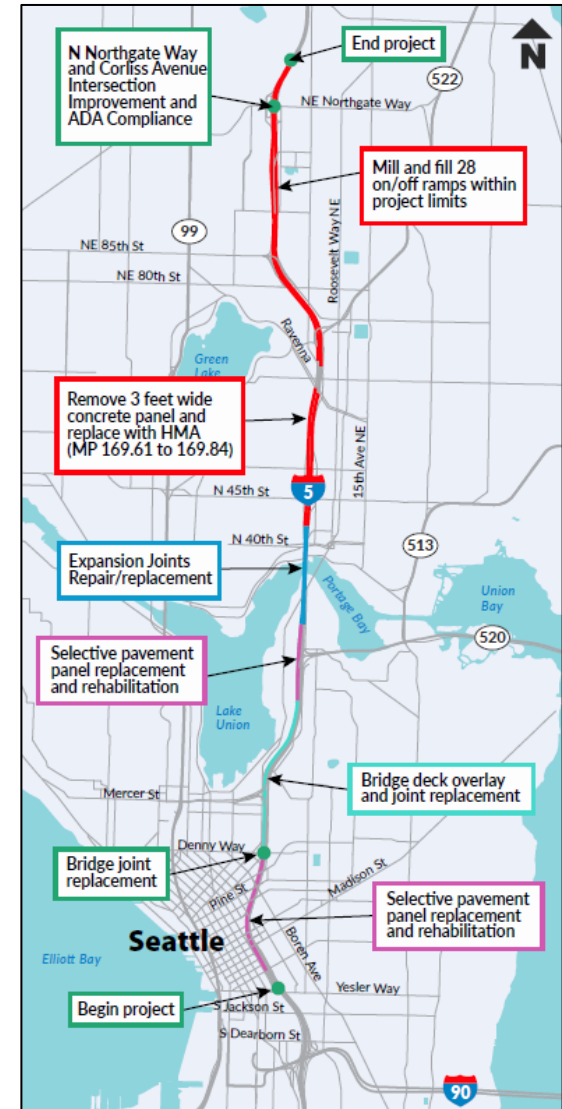 End project
N Northgate Way
and Corliss Avenue
Intersection
Improvement and
ADA Compliance
N
522
NE Northgate Way
Mill and fill 28
on/off ramps within
project limits
Roosevelt Way NE
99
NE 85th St
NE 80th St
Ravenna
Green
Lake
Remove 3 feet wide
concrete panel and
replace with HMA
(MP 169.61 to 169.84)
15th Ave NE
N 45th St
5
N 40th St
513
Expansion Joints
Repair/replacement
Portage Bay
Union
Bay
520
Selective pavement
panel replacement
and rehabilitation
Lake
Union
Bridge deck overlay
and joint replacement
Mercer St
Denny Way
Bridge joint
replacement
Pine St
Madison St
Selective pavement
panel replacement
and rehabilitation
Boren Ave
Seattle
Elliott Bay
Begin project
Yesler Way
S Jackson St
S Dearborn St
90